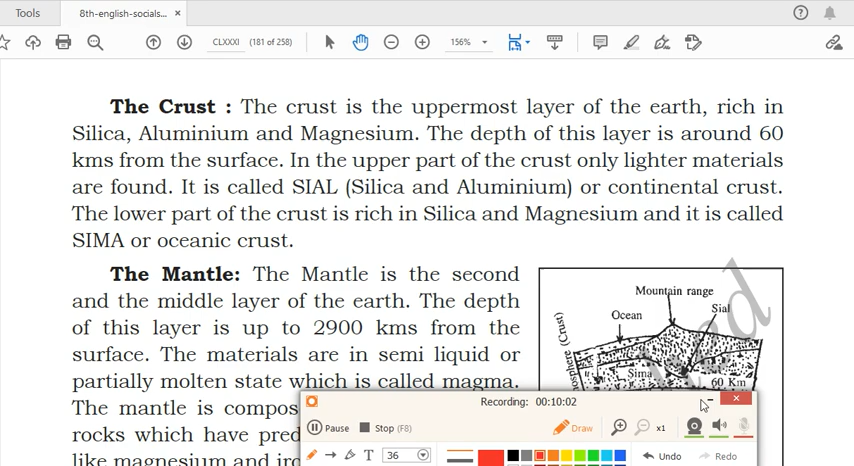 Tools
8th-english-socials... ×
CLXXXI (181 of 258)
156%
The Crust : The crust is the uppermost layer of the earth, rich in
Silica, Aluminium and Magnesium. The depth of this layer is around 60
kms from the surface. In the upper part of the crust only lighter materials
are found. It is called SIAL (Silica and Aluminium) or continental crust.
The lower part of the crust is rich in Silica and Magnesium and it is called
SIMA or oceanic crust.
The Mantle: The Mantle is the second
and the middle layer of the earth. The depth
of this layer is up to 2900 kms from the
surface. The materials are in semi liquid or
partially molten state which is called magma.
The mantle is compos
rocks which have pred
like magnesium and iro
Mountain range
Ocean
Sial
(Crust)
Sima
60 Km
Recording: 00:10:02
Pause
Stop (F8)
Draw
x1
T
36
Undo
Redo